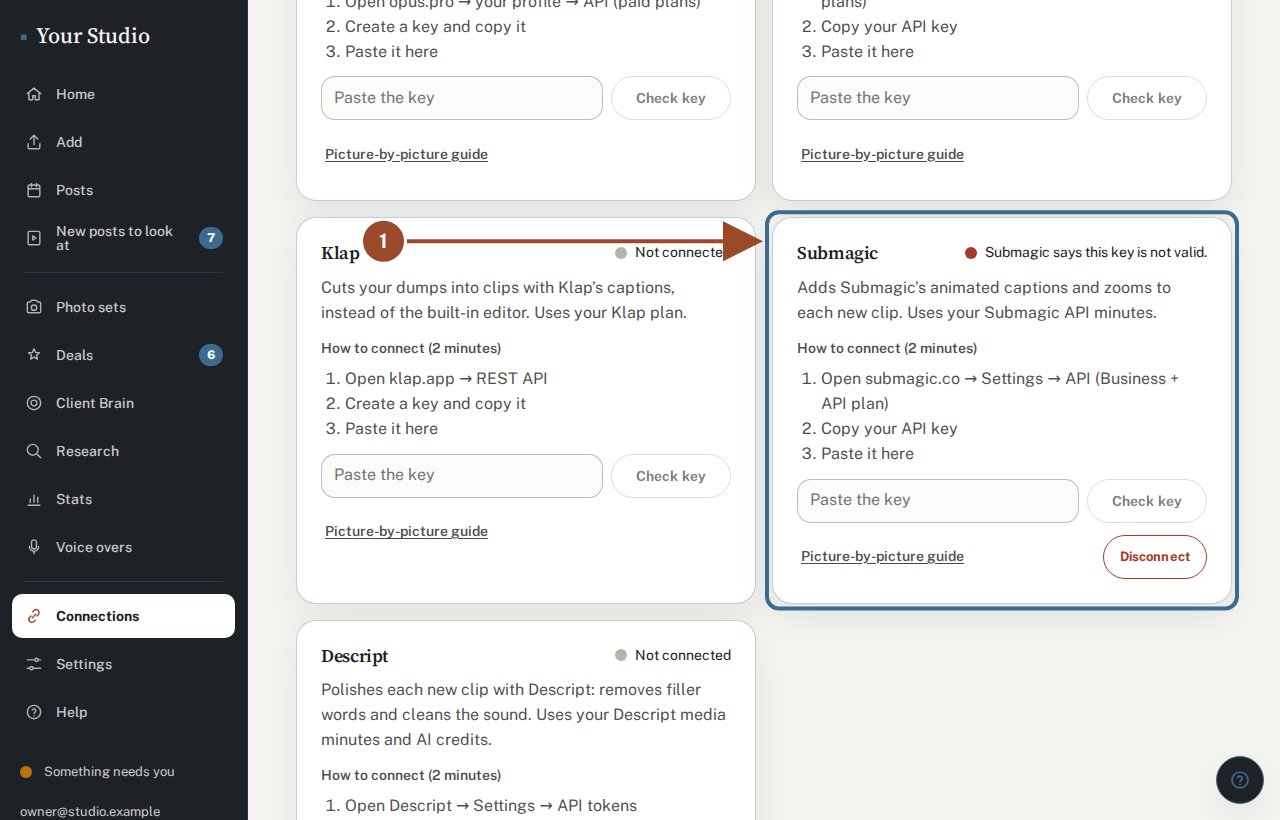 Your Studio
Home
Add
Posts
New posts to look
at
7
Photo sets
Deals
6
Client Brain
Research
Stats
Voice overs
Connections
Settings
Help
Something needs you
owner@studio.example
1. Open opus.pro → your profile → API (paid plans)
2. Create a key and copy it
3. Paste it here
Paste the key
Check key
Picture-by-picture guide
plans)
2. Copy your API key
3. Paste it here
Paste the key
Check key
Picture-by-picture guide
Klap
1
Not connecte
Cuts your dumps into clips with Klap's captions,
instead of the built-in editor. Uses your Klap plan.
How to connect (2 minutes)
1. Open klap.app → REST API
2. Create a key and copy it
3. Paste it here
Paste the key
Check key
Picture-by-picture guide
Submagic
Submagic says this key is not valid.
Adds Submagic's animated captions and zooms to
each new clip. Uses your Submagic API minutes.
How to connect (2 minutes)
1. Open submagic.co → Settings → API (Business +
API plan)
2. Copy your API key
3. Paste it here
Paste the key
Check key
Picture-by-picture guide
Disconnect
Descript
Not connected
Polishes each new clip with Descript: removes filler
words and cleans the sound. Uses your Descript media
minutes and AI credits.
How to connect (2 minutes)
1. Open Descript → Settings → API tokens